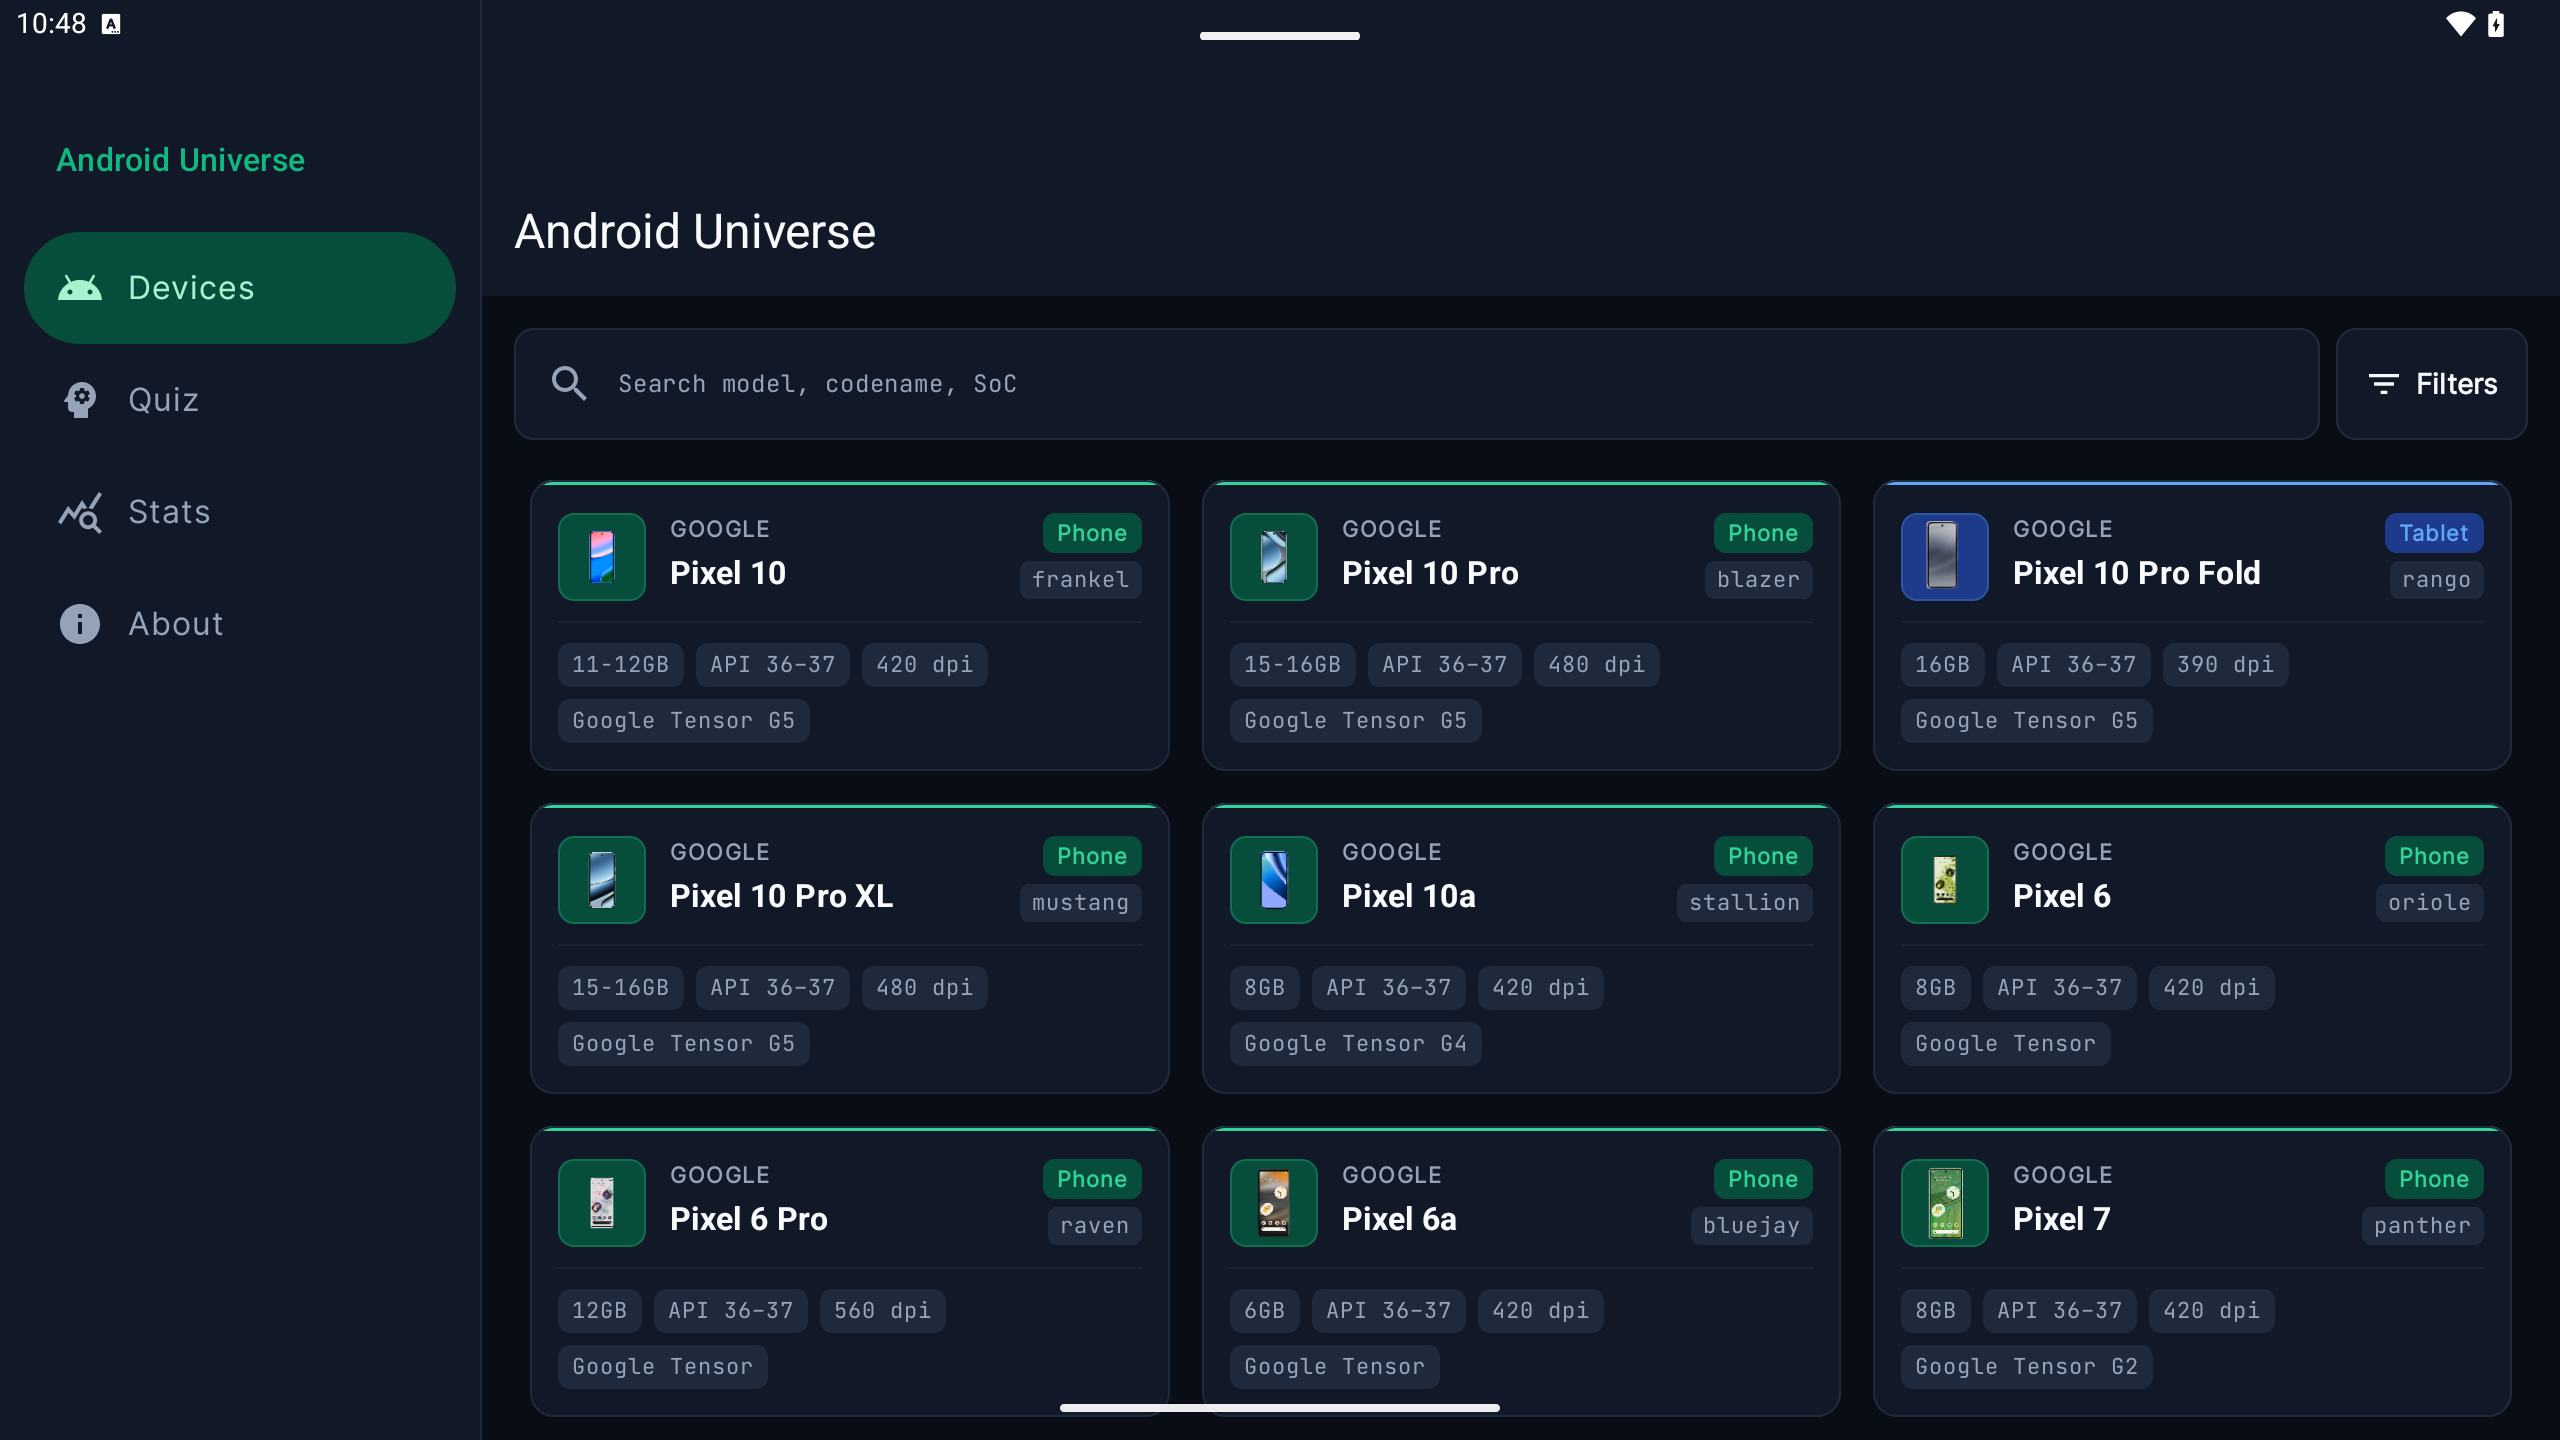 10:48
Android Universe
Devices
Quiz
Stats
About
Android Universe
Search model, codename, SoC
Filters
GOOGLE
Pixel 10
Phone
frankel
11-12GB API 36–37 420 dpi
Google Tensor G5
GOOGLE
Pixel 10 Pro
Phone
blazer
15-16GB API 36–37 480 dpi
Google Tensor G5
GOOGLE
Pixel 10 Pro Fold
Tablet
rango
16GB API 36–37 390 dpi
Google Tensor G5
GOOGLE
Pixel 10 Pro XL
Phone
mustang
15-16GB API 36–37 480 dpi
Google Tensor G5
GOOGLE
Pixel 10a
Phone
stallion
8GB API 36–37 420 dpi
Google Tensor G4
GOOGLE
Pixel 6
Phone
oriole
8GB API 36–37 420 dpi
Google Tensor
GOOGLE
Pixel 6 Pro
Phone
raven
12GB API 36–37 560 dpi
Google Tensor
GOOGLE
Pixel 6a
Phone
bluejay
6GB API 36–37 420 dpi
Google Tensor
GOOGLE
Pixel 7
Phone
panther
8GB API 36–37 420 dpi
Google Tensor G2